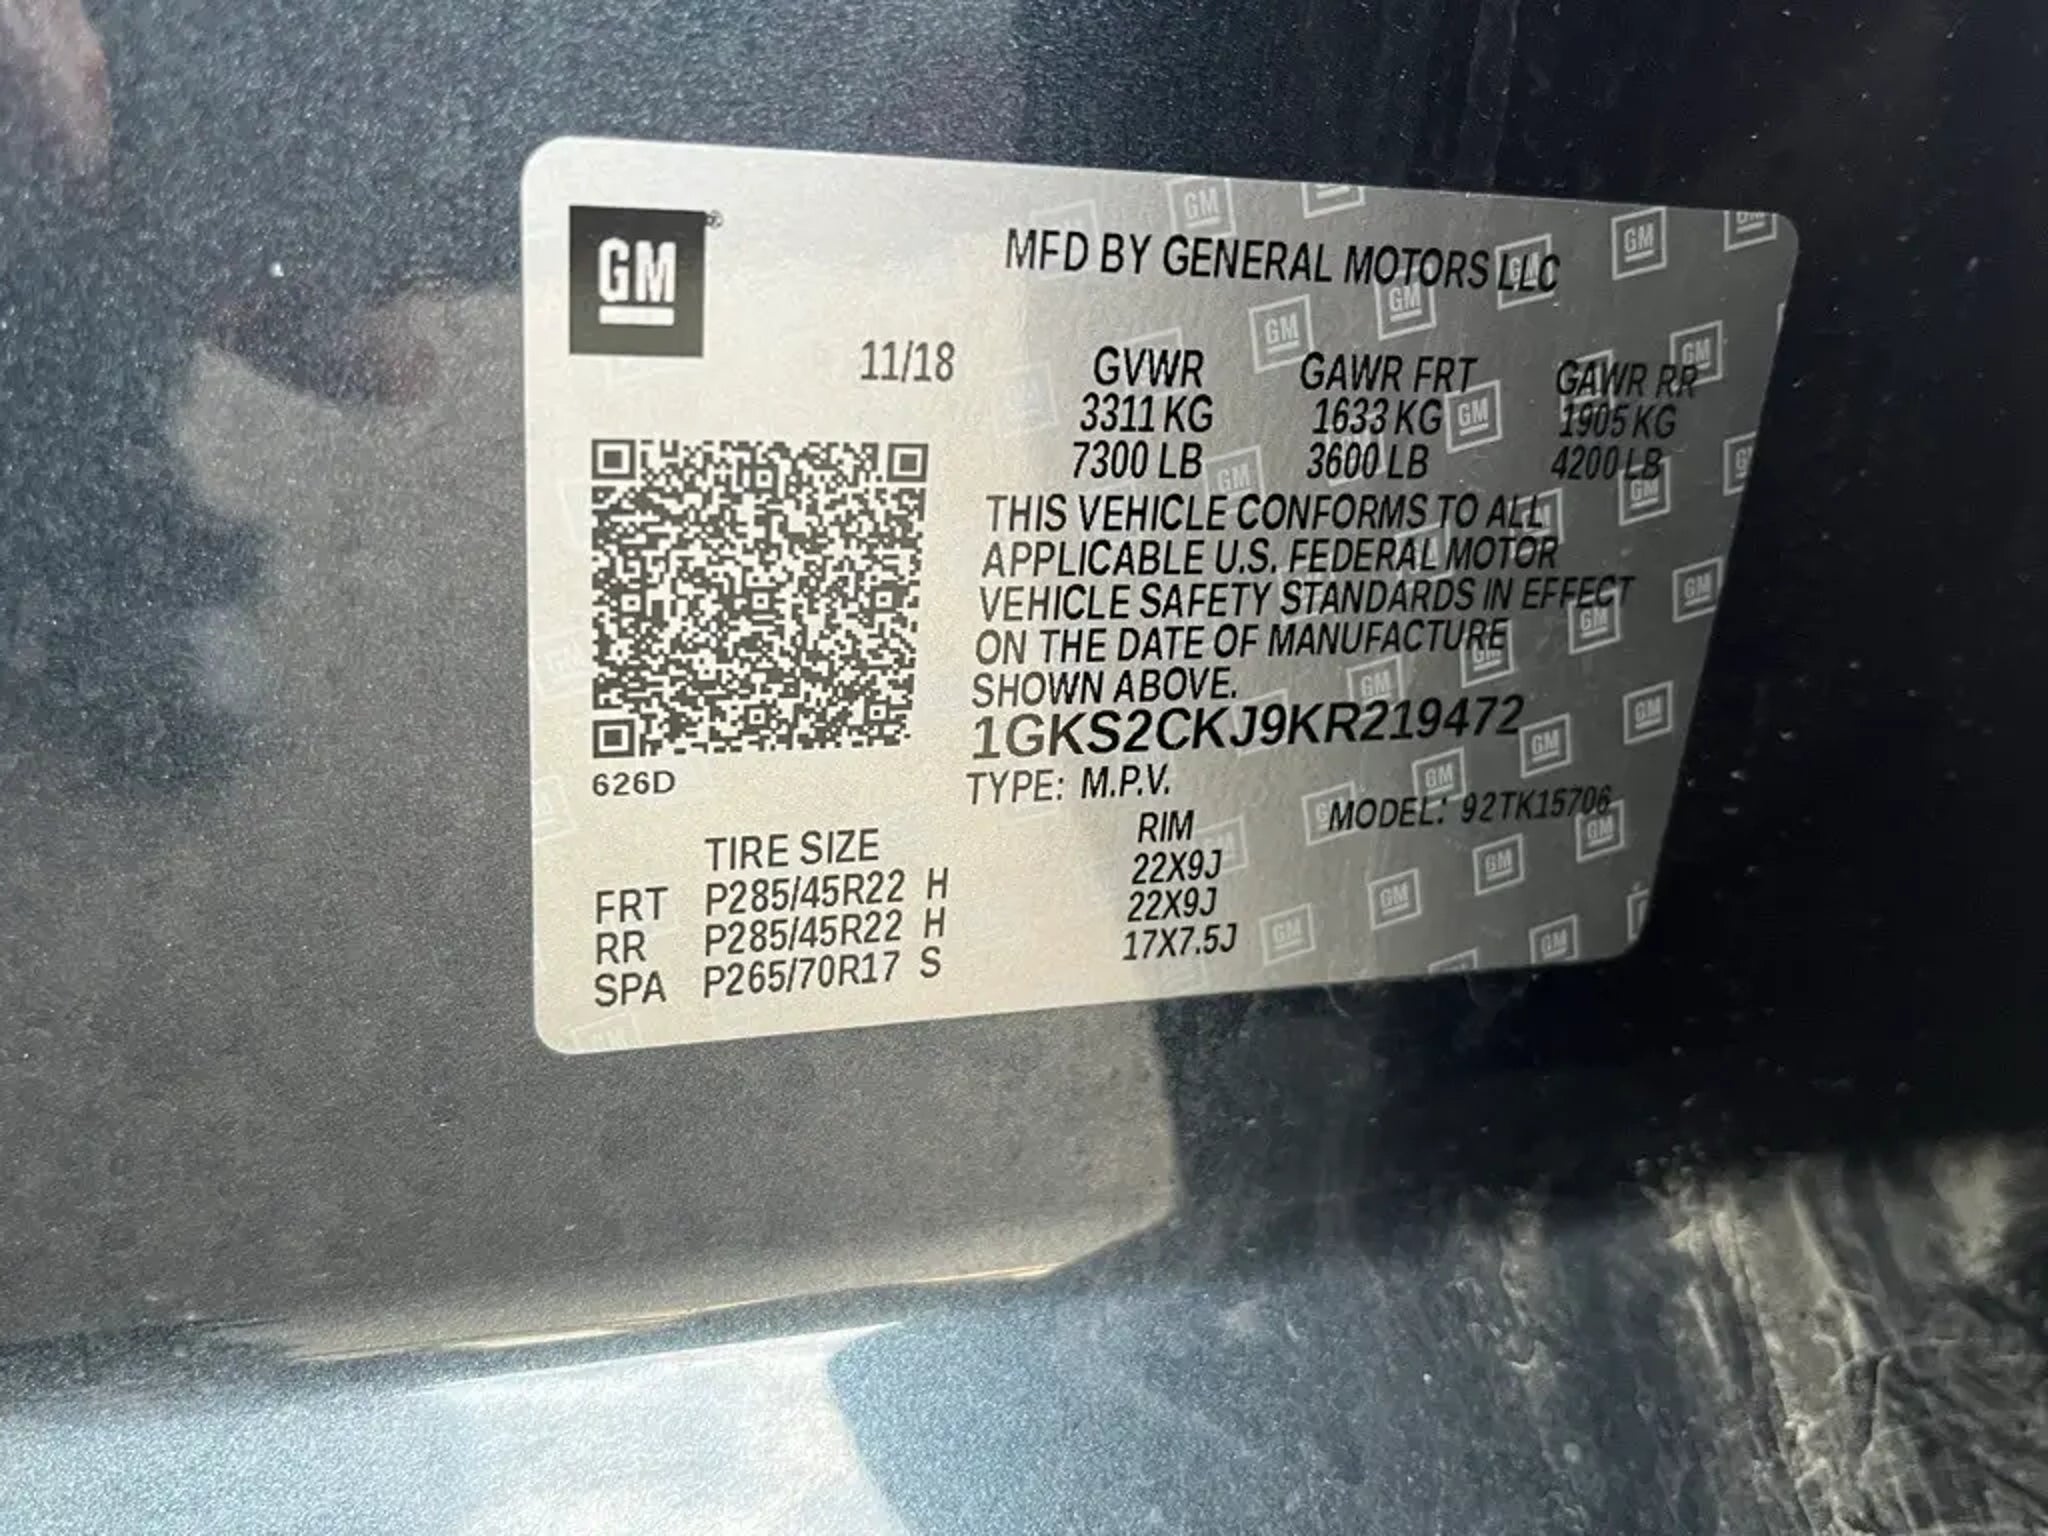 GM®
MFD BY GENERAL MOTORS LLC
11/18
GVWR GAWR FRT GAWR RR
3311 KG 1633 KG 1905 KG
7300 LB 3600 LB 4200 LB
THIS VEHICLE CONFORMS TO ALL
APPLICABLE U.S. FEDERAL MOTOR
VEHICLE SAFETY STANDARDS IN EFFECT
ON THE DATE OF MANUFACTURE
SHOWN ABOVE.
1GKS2CKJ9KR219472
626D
TYPE: M.P.V. MODEL: 92TK15706
TIRE SIZE RIM
FRT P285/45R22 H 22X9J
RR P285/45R22 H 22X9J
SPA P265/70R17 S 17X7.5J